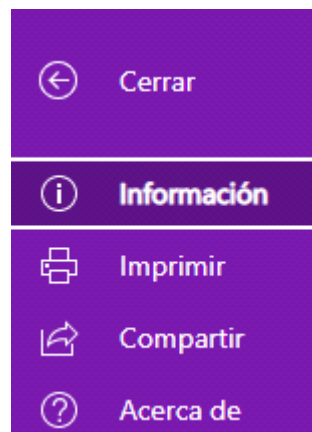 Cerrar
Información
Imprimir
Compartir
Acerca de